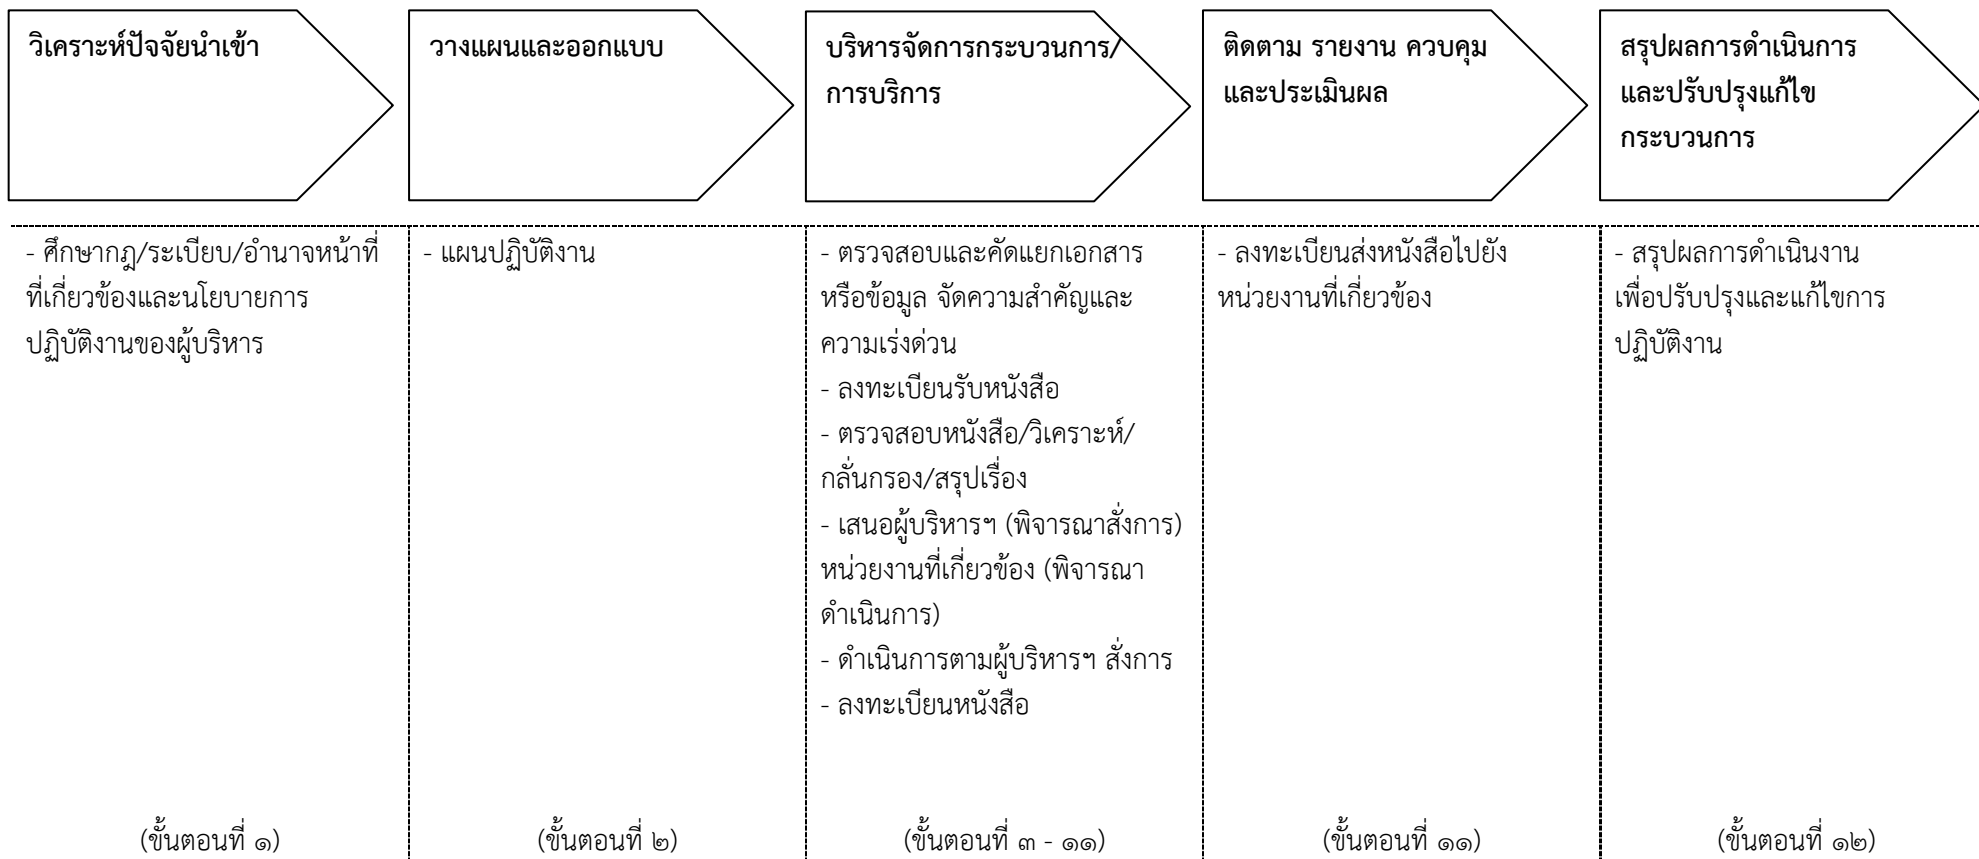 วิเคราะห์ปัจจัยนำเข้า
วางแผนและออกแบบ
บริหารจัดการกระบวนการ/
การบริการ
ติดตาม รายงาน ควบคุม
และประเมินผล
สรุปผลการดำเนินการ
และปรับปรุงแก้ไข
กระบวนการ
- ศึกษากฎ/ระเบียบ/อำนาจหน้าที่
ที่เกี่ยวข้องและนโยบายการ
ปฏิบัติงานของผู้บริหาร
(ขั้นตอนที่ ๑)
- แผนปฏิบัติงาน
(ขั้นตอนที่ ๒)
- ตรวจสอบและคัดแยกเอกสาร
หรือข้อมูล จัดความสำคัญและ
ความเร่งด่วน
- ลงทะเบียนรับหนังสือ
- ตรวจสอบหนังสือ/วิเคราะห์/
กลั่นกรอง/สรุปเรื่อง
- เสนอผู้บริหารฯ (พิจารณาสั่งการ)
หน่วยงานที่เกี่ยวข้อง (พิจารณา
ดำเนินการ)
- ดำเนินการตามผู้บริหารฯ สั่งการ
- ลงทะเบียนหนังสือ
(ขั้นตอนที่ ๓ - ๑๑)
- ลงทะเบียนส่งหนังสือไปยัง
หน่วยงานที่เกี่ยวข้อง
(ขั้นตอนที่ ๑๑)
- สรุปผลการดำเนินงาน
เพื่อปรับปรุงและแก้ไขการ
ปฏิบัติงาน
(ขั้นตอนที่ ๑๒)